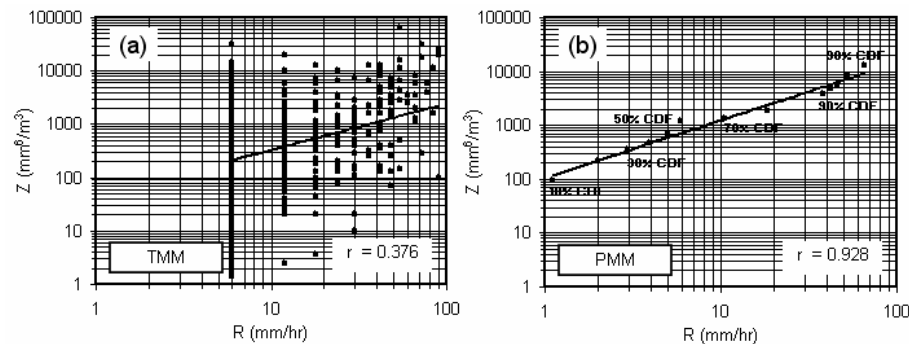 100000
10000
1000
100
10
1
Z (mm⁶/m³)
(a)
TMM
r = 0.376
1 10 100
R (mm/hr)
100000
10000
1000
100
10
1
Z (mm⁶/m³)
(b)
90% CDF
90% CDF
50% CDF
70% CDF
30% CDF
10% CDF
PMM
r = 0.928
1 10 100
R (mm/hr)